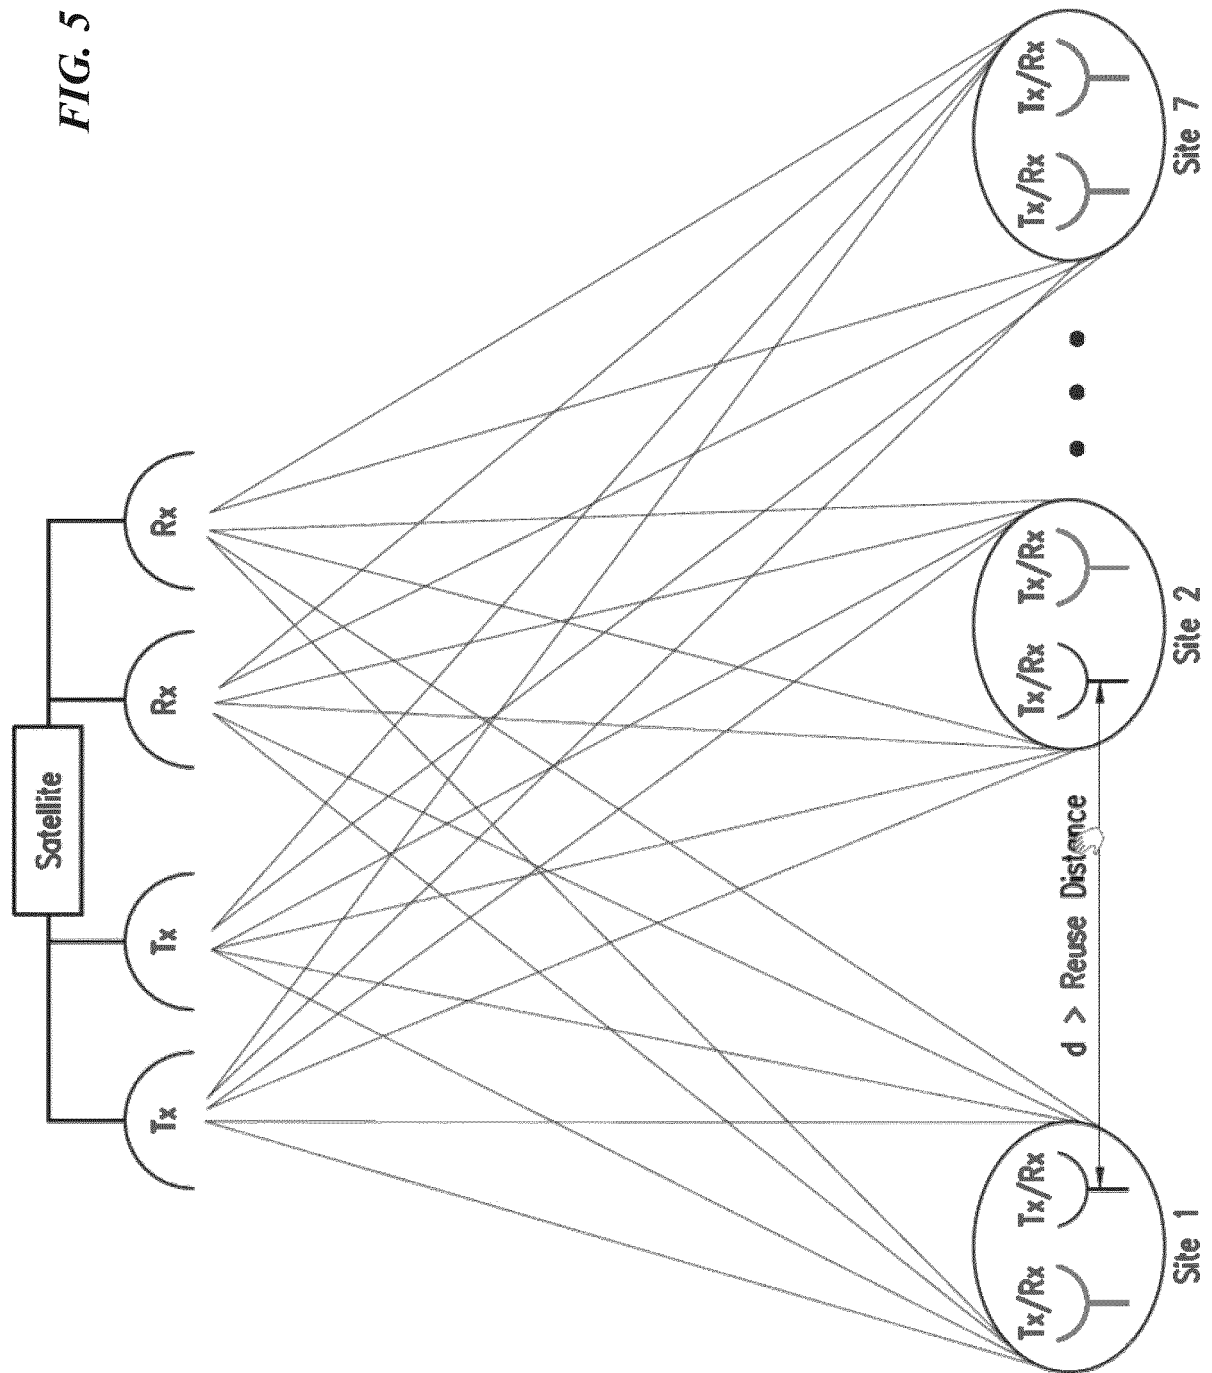 FIG. 5
Satellite
Tx
Tx
Rx
Rx
Tx/Rx
Tx/Rx
Tx/Rx
Tx/Rx
Tx/Rx
Tx/Rx
d > Reuse Distance
Site 1
Site 2
Site 7